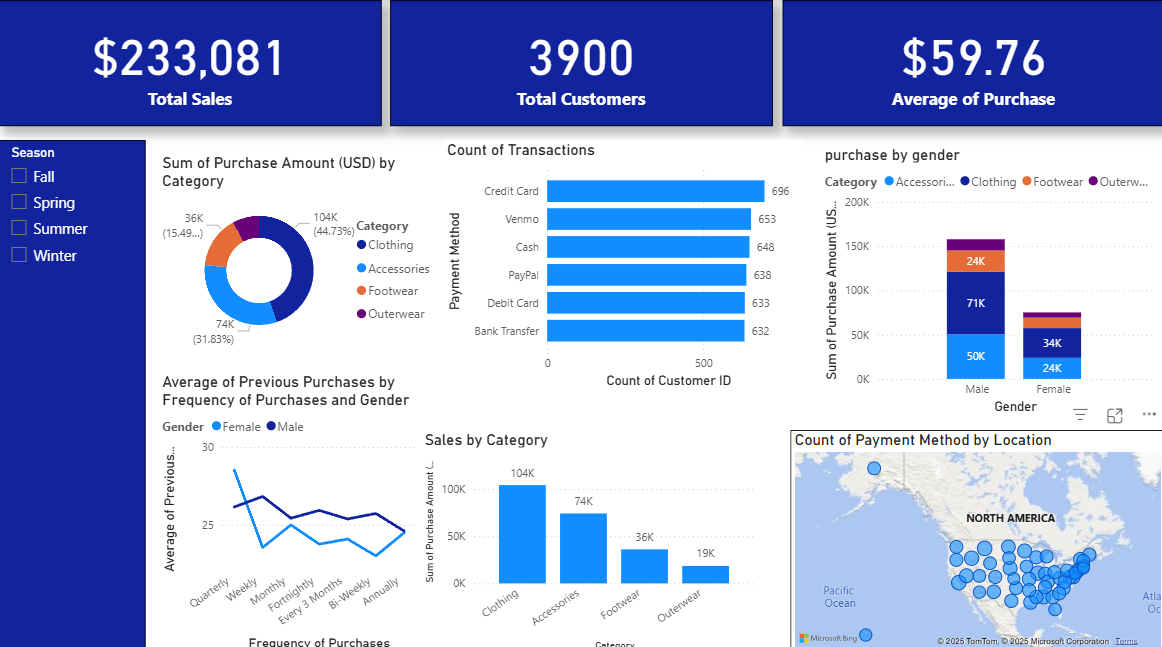 $233,081
Total Sales
3900
Total Customers
$59.76
Average of Purchase
Season
Fall
Spring
Summer
Winter
Sum of Purchase Amount (USD) by
Category
36K
(15.49...
104K
(44.73%)
74K
(31.83%)
Category
Clothing
Accessories
Footwear
Outerwear
Count of Transactions
Payment Method
Credit Card 696
Venmo 653
Cash 648
PayPal 638
Debit Card 633
Bank Transfer 632
0 500
Count of Customer ID
purchase by gender
Category Accessori... Clothing Footwear Outerw...
Sum of Purchase Amount (US...
200K
150K
100K
50K
0K
24K
71K
50K
34K
24K
Male Female
Gender
Average of Previous Purchases by
Frequency of Purchases and Gender
Gender Female Male
Average of Previous...
30
25
Quarterly
Weekly
Monthly
Fortnightly
Every 3 Months
Bi-Weekly
Annually
Frequency of Purchases
Sales by Category
Sum of Purchase Amount (...
100K
50K
0K
104K
74K
36K
19K
Clothing
Accessories
Footwear
Outerwear
Category
Count of Payment Method by Location
NORTH AMERICA
Pacific
Ocean
Atla
Oc
Microsoft Bing
© 2025 TomTom, © 2025 Microsoft Corporation Terms